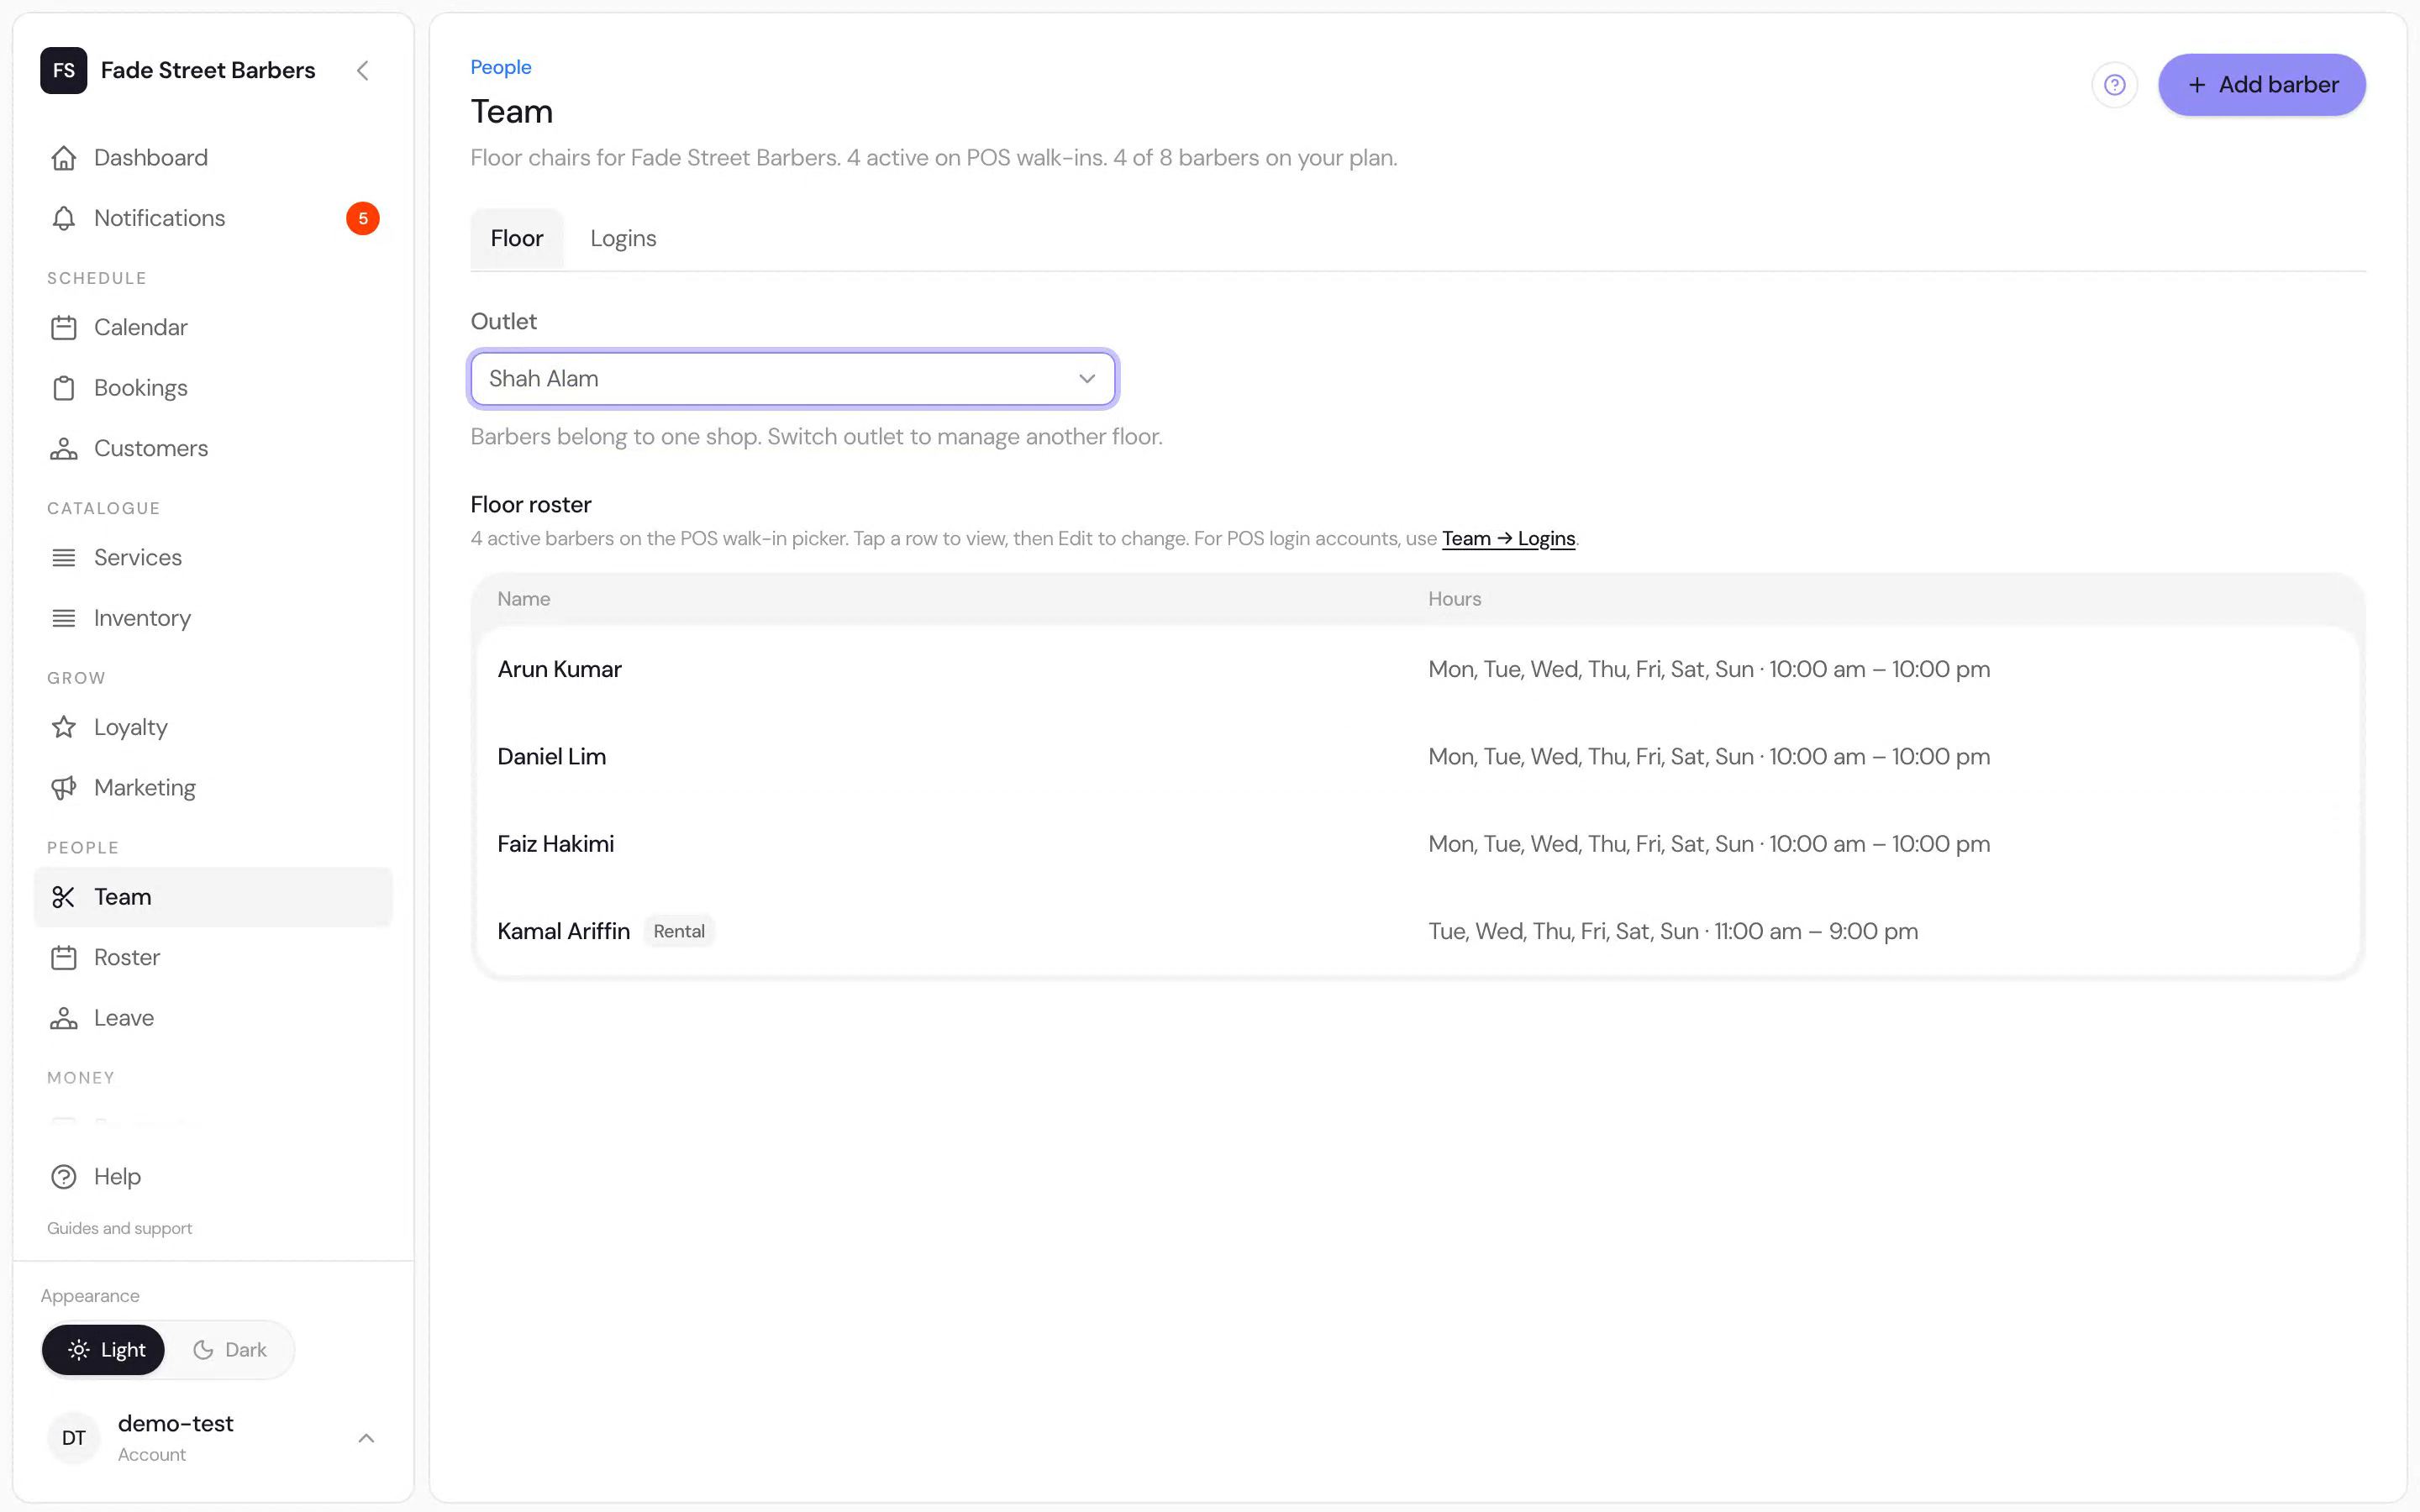 FS Fade Street Barbers
Dashboard
Notifications 5
SCHEDULE
Calendar
Bookings
Customers
CATALOGUE
Services
Inventory
GROW
Loyalty
Marketing
PEOPLE
Team
Roster
Leave
MONEY
Help
Guides and support
Appearance
Light Dark
DT demo-test
Account
People
Team
Floor chairs for Fade Street Barbers. 4 active on POS walk-ins. 4 of 8 barbers on your plan.
+ Add barber
Floor Logins
Outlet
Shah Alam
Barbers belong to one shop. Switch outlet to manage another floor.
Floor roster
4 active barbers on the POS walk-in picker. Tap a row to view, then Edit to change. For POS login accounts, use Team → Logins.
Name Hours
Arun Kumar Mon, Tue, Wed, Thu, Fri, Sat, Sun · 10:00 am – 10:00 pm
Daniel Lim Mon, Tue, Wed, Thu, Fri, Sat, Sun · 10:00 am – 10:00 pm
Faiz Hakimi Mon, Tue, Wed, Thu, Fri, Sat, Sun · 10:00 am – 10:00 pm
Kamal Ariffin Rental Tue, Wed, Thu, Fri, Sat, Sun · 11:00 am – 9:00 pm